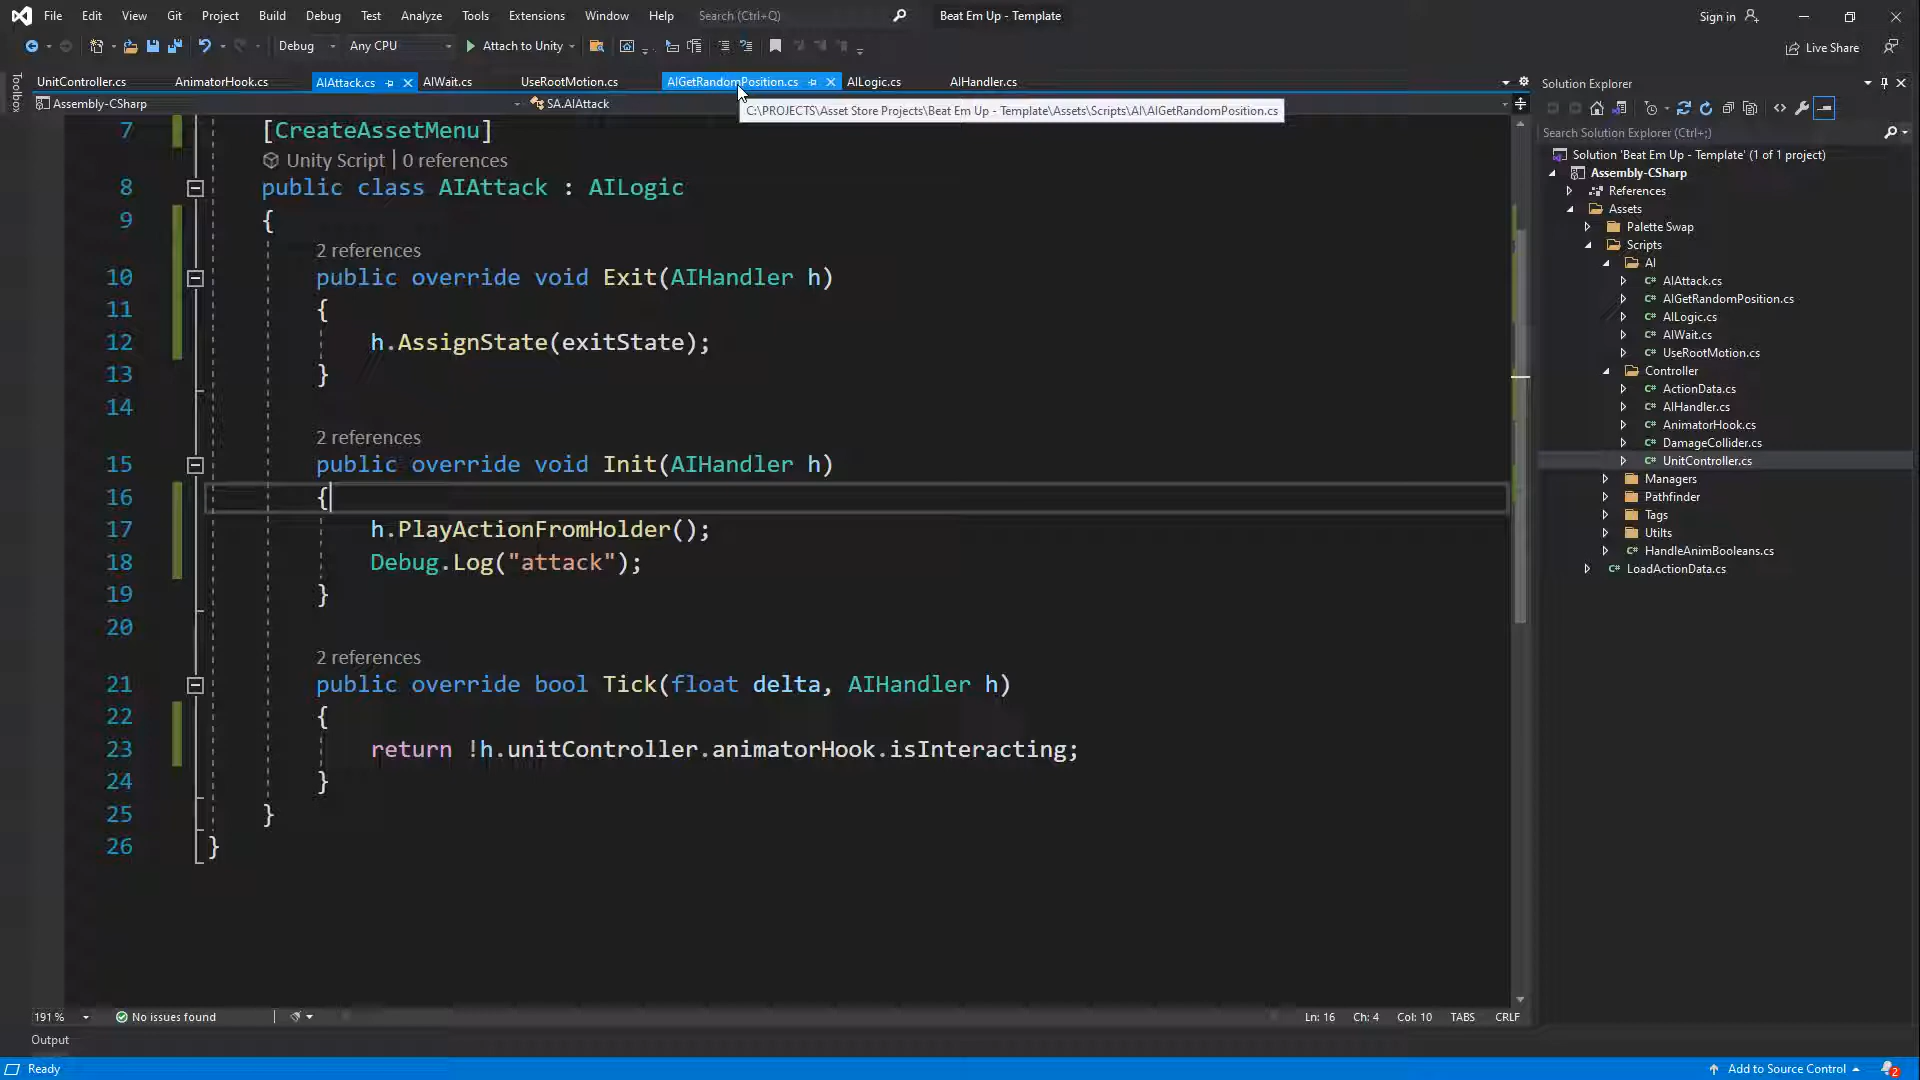 File Edit View Git Project Build Debug Test Analyze Tools Extensions Window Help Search (Ctrl+Q) Beat Em Up - Template Sign in
Debug Any CPU Attach to Unity Live Share
UnitController.cs AnimatorHook.cs AIAttack.cs AIWait.cs UseRootMotion.cs AIGetRandomPosition.cs AILogic.cs AIHandler.cs
Assembly-CSharp SA.AIAttack
C:\PROJECTS\Asset Store Projects\Beat Em Up - Template\Assets\Scripts\AI\AIGetRandomPosition.cs
Toolbox
7 [CreateAssetMenu]
Unity Script | 0 references
8 public class AIAttack : AILogic
9 {
2 references
10 public override void Exit(AIHandler h)
11 {
12 h.AssignState(exitState);
13 }
14
2 references
15 public override void Init(AIHandler h)
16 {
17 h.PlayActionFromHolder();
18 Debug.Log("attack");
19 }
20
2 references
21 public override bool Tick(float delta, AIHandler h)
22 {
23 return !h.unitController.animatorHook.isInteracting;
24 }
25 }
26 }
191 % No issues found Ln: 16 Ch: 4 Col: 10 TABS CRLF
Output
Ready Add to Source Control 2
Solution Explorer
Search Solution Explorer (Ctrl+;)
Solution 'Beat Em Up - Template' (1 of 1 project)
Assembly-CSharp
References
Assets
Palette Swap
Scripts
AI
C# AIAttack.cs
C# AIGetRandomPosition.cs
C# AILogic.cs
C# AIWait.cs
C# UseRootMotion.cs
Controller
C# ActionData.cs
C# AIHandler.cs
C# AnimatorHook.cs
C# DamageCollider.cs
C# UnitController.cs
Managers
Pathfinder
Tags
Utilts
C# HandleAnimBooleans.cs
C# LoadActionData.cs